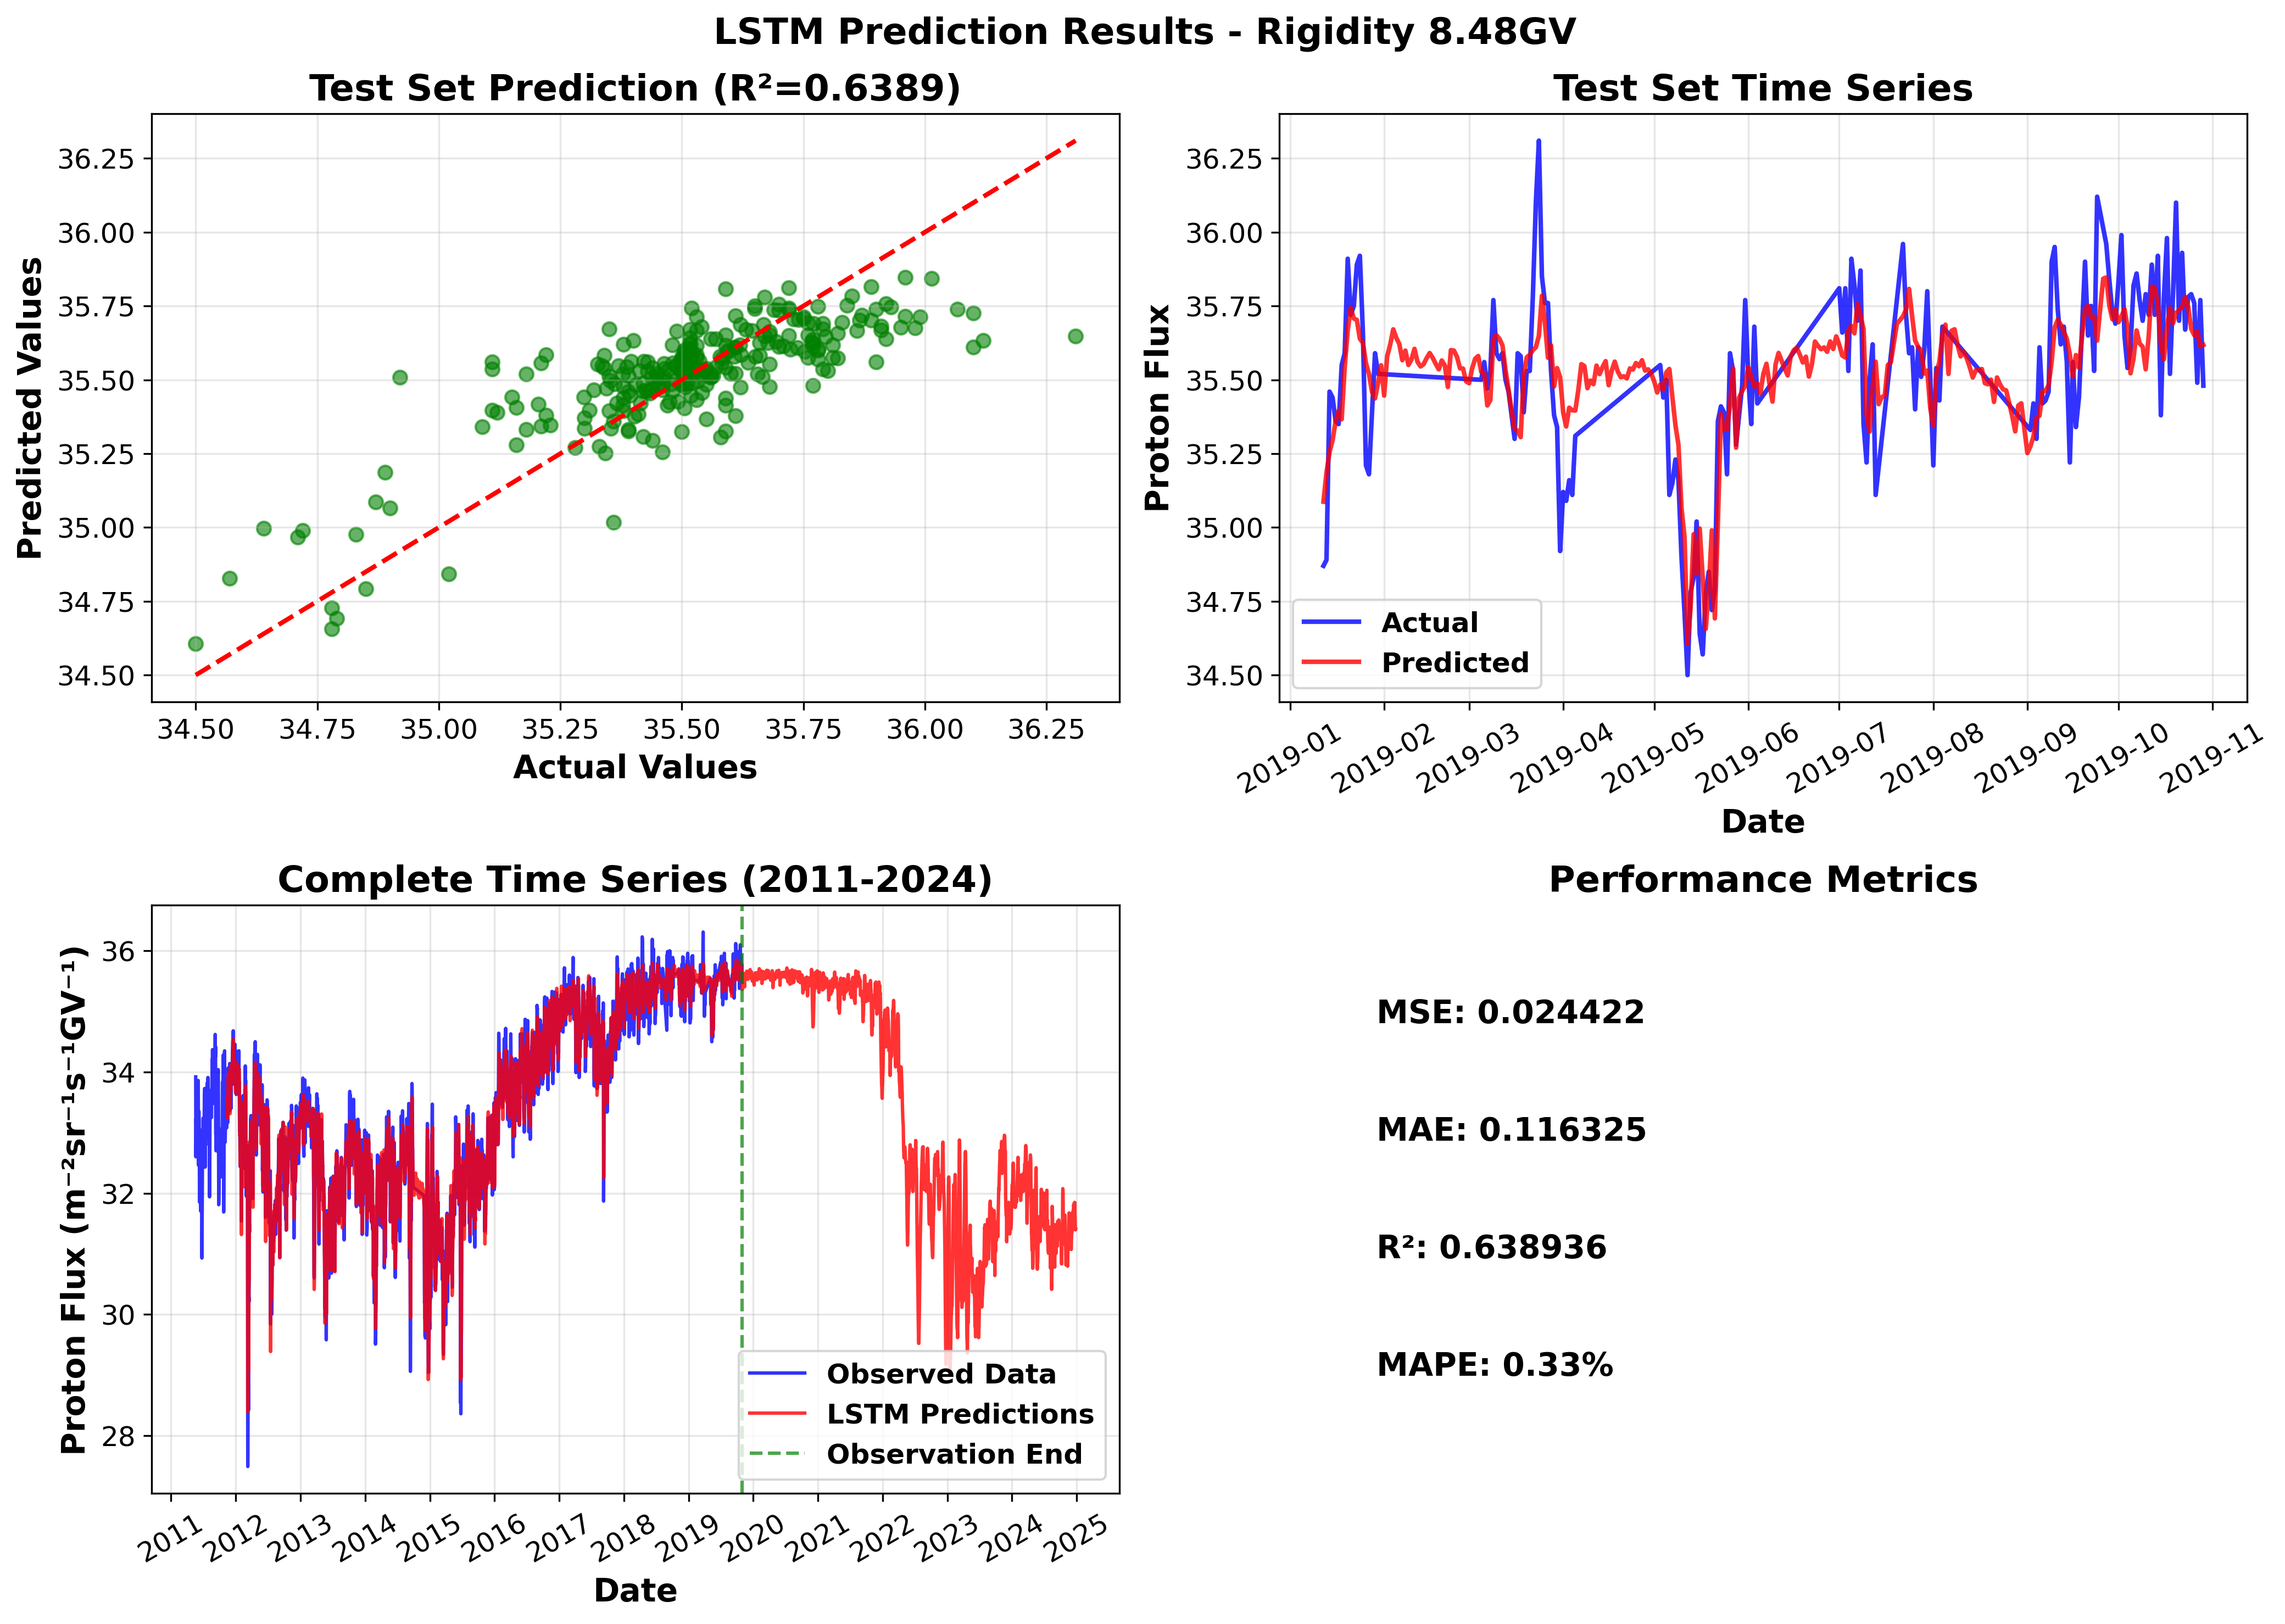 LSTM Prediction Results - Rigidity 8.48GV
Test Set Prediction (R²=0.6389)
Predicted Values
36.25
36.00
35.75
35.50
35.25
35.00
34.75
34.50
34.50 34.75 35.00 35.25 35.50 35.75 36.00 36.25
Actual Values
Test Set Time Series
Proton Flux
36.25
36.00
35.75
35.50
35.25
35.00
34.75
34.50
Actual
Predicted
2019-01 2019-02 2019-03 2019-04 2019-05 2019-06 2019-07 2019-08 2019-09 2019-10 2019-11
Date
Complete Time Series (2011-2024)
Proton Flux (m⁻²sr⁻¹s⁻¹GV⁻¹)
36
34
32
30
28
Observed Data
LSTM Predictions
Observation End
2011 2012 2013 2014 2015 2016 2017 2018 2019 2020 2021 2022 2023 2024 2025
Date
Performance Metrics
MSE: 0.024422
MAE: 0.116325
R²: 0.638936
MAPE: 0.33%